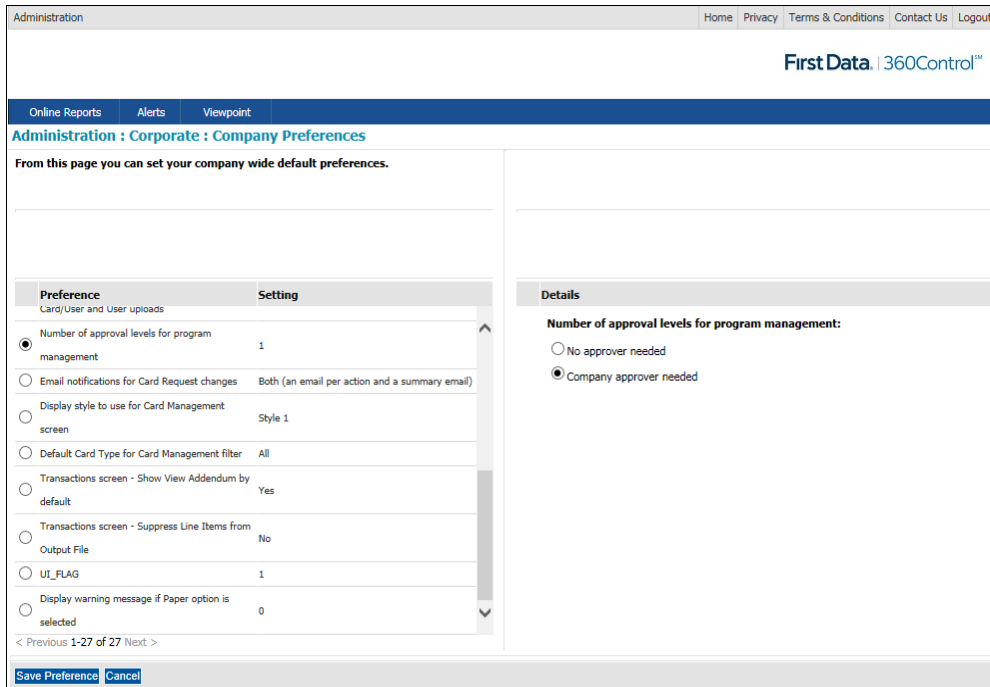 Administration
Home Privacy Terms & Conditions Contact Us Logout
First Data. | 360Control℠
Online Reports Alerts Viewpoint
Administration : Corporate : Company Preferences
From this page you can set your company wide default preferences.
Preference Setting
Card/User and User uploads
Number of approval levels for program
management
1
Email notifications for Card Request changes Both (an email per action and a summary email)
Display style to use for Card Management
screen
Style 1
Default Card Type for Card Management filter All
Transactions screen - Show View Addendum by
default
Yes
Transactions screen - Suppress Line Items from
Output File
No
UI_FLAG 1
Display warning message if Paper option is
selected
0
< Previous 1-27 of 27 Next >
Details
Number of approval levels for program management:
No approver needed
Company approver needed
Save Preference Cancel